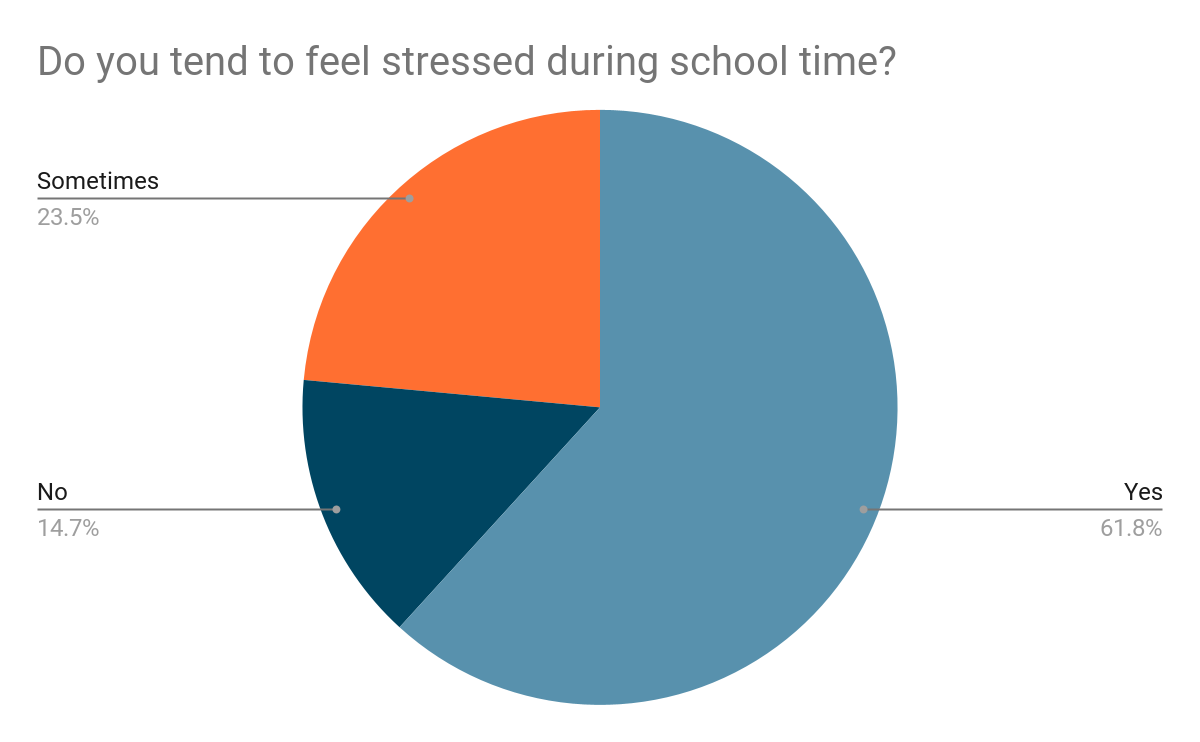 Do you tend to feel stressed during school time?
Sometimes
23.5%
No
14.7%
Yes
61.8%